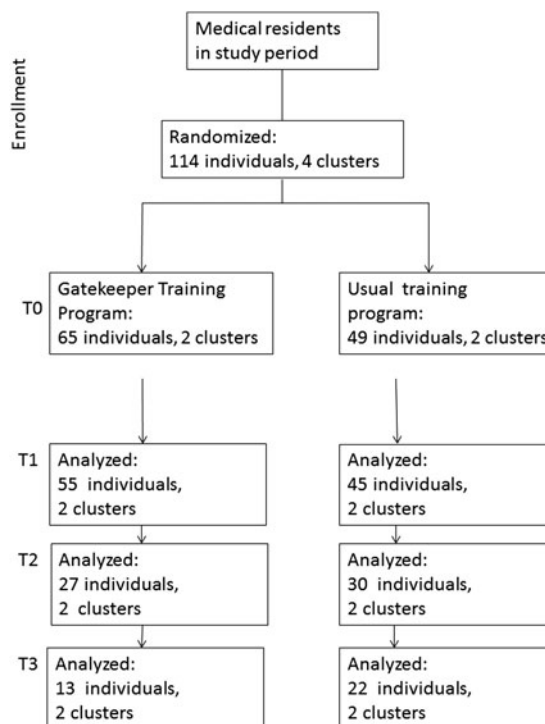 Enrollment
Medical residents
in study period
Randomized:
114 individuals, 4 clusters
T0
Gatekeeper Training
Program:
65 individuals, 2 clusters
Usual training
program:
49 individuals, 2 clusters
T1
Analyzed:
55 individuals,
2 clusters
Analyzed:
45 individuals,
2 clusters
T2
Analyzed:
27 individuals,
2 clusters
Analyzed:
30 individuals,
2 clusters
T3
Analyzed:
13 individuals,
2 clusters
Analyzed:
22 individuals,
2 clusters